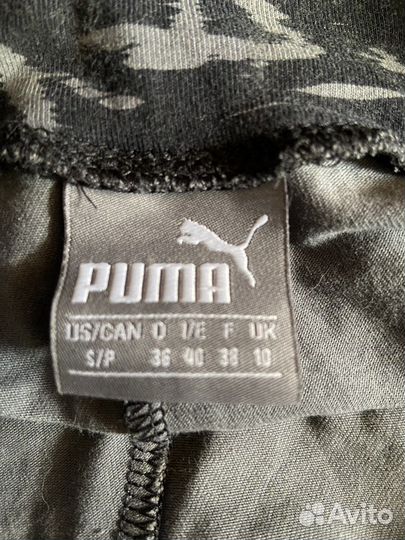 PUMA
US/CAN D I/E F UK
S/P 36 40 38 10
Avito